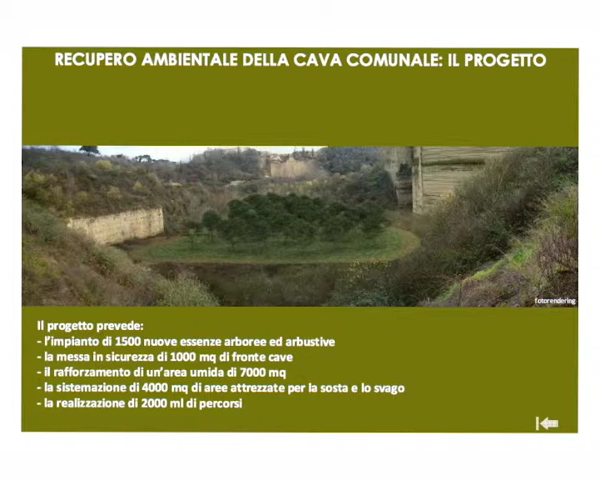 RECUPERO AMBIENTALE DELLA CAVA COMUNALE: IL PROGETTO
fotorendering
Il progetto prevede:
- l'impianto di 1500 nuove essenze arboree ed arbustive
- la messa in sicurezza di 1000 mq di fronte cave
- il rafforzamento di un'area umida di 7000 mq
- la sistemazione di 4000 mq di aree attrezzate per la sosta e lo svago
- la realizzazione di 2000 ml di percorsi